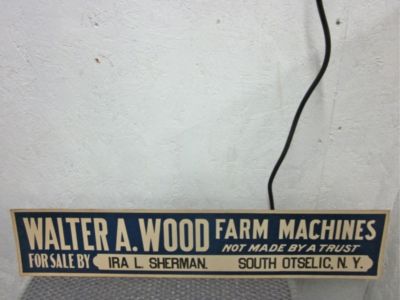 WALTER A. WOOD FARM MACHINES
NOT MADE BY A TRUST
FOR SALE BY IRA L. SHERMAN. SOUTH OTSELIC, N. Y.